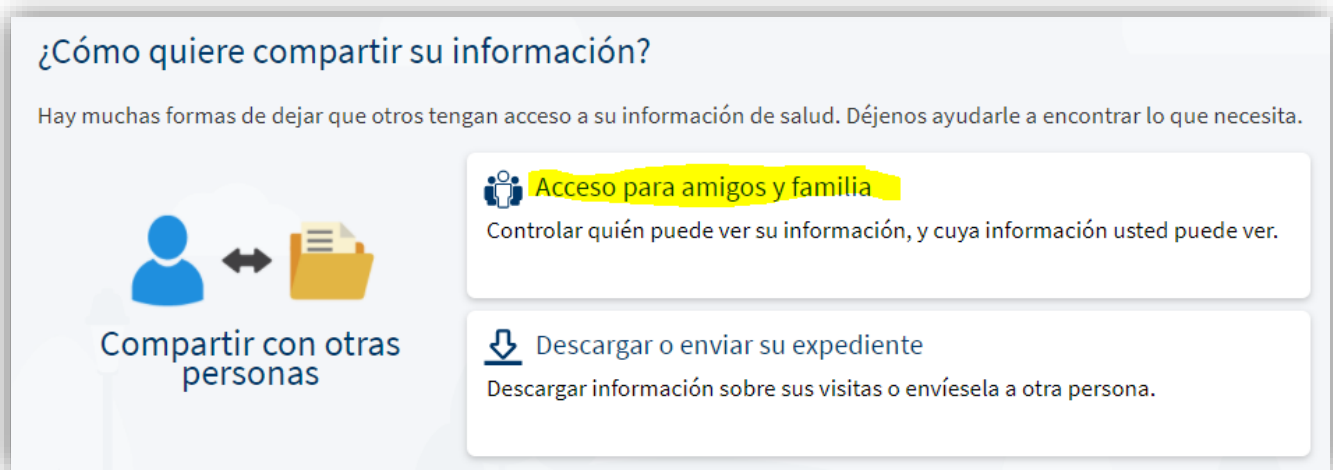 ¿Cómo quiere compartir su información?
Hay muchas formas de dejar que otros tengan acceso a su información de salud. Déjenos ayudarle a encontrar lo que necesita.
Compartir con otras
personas
Acceso para amigos y familia
Controlar quién puede ver su información, y cuya información usted puede ver.
Descargar o enviar su expediente
Descargar información sobre sus visitas o envíesela a otra persona.